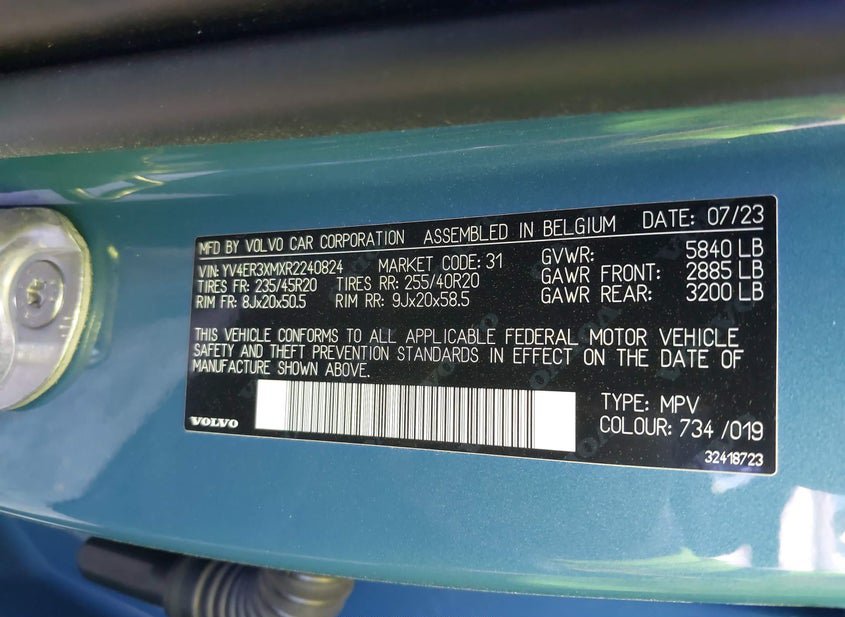 MFD BY VOLVO CAR CORPORATION ASSEMBLED IN BELGIUM DATE: 07/23
VIN: YV4ER3XMXR2240824 MARKET CODE: 31 GVWR: 5840 LB
TIRES FR: 235/45R20 TIRES RR: 255/40R20 GAWR FRONT: 2885 LB
RIM FR: 8Jx20x50.5 RIM RR: 9Jx20x58.5 GAWR REAR: 3200 LB
THIS VEHICLE CONFORMS TO ALL APPLICABLE FEDERAL MOTOR VEHICLE
SAFETY AND THEFT PREVENTION STANDARDS IN EFFECT ON THE DATE OF
MANUFACTURE SHOWN ABOVE.
TYPE: MPV
VOLVO COLOUR: 734 /019
32418723